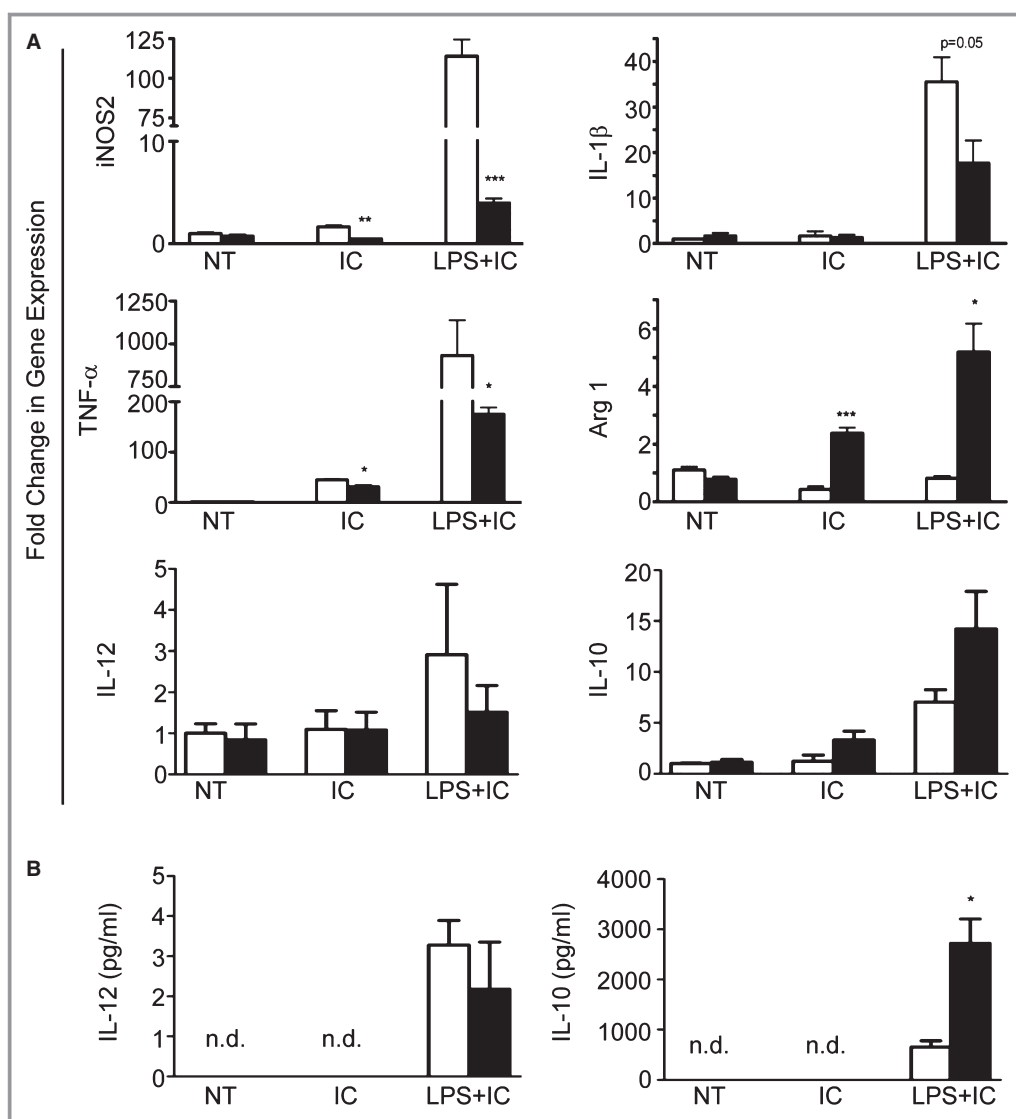 A
Fold Change in Gene Expression
iNOS2
125
100
75
10
0
**
***
NT IC LPS+IC
IL-1β
40
30
20
10
0
p=0.05
NT IC LPS+IC
TNF-α
1250
1000
750
200
100
0
*
*
NT IC LPS+IC
Arg 1
6
4
2
0
***
*
NT IC LPS+IC
IL-12
5
4
3
2
1
0
NT IC LPS+IC
IL-10
20
15
10
5
0
NT IC LPS+IC
B
IL-12 (pg/ml)
5
4
3
2
1
0
n.d. n.d.
NT IC LPS+IC
IL-10 (pg/ml)
4000
3000
2000
1000
0
n.d. n.d.
*
NT IC LPS+IC